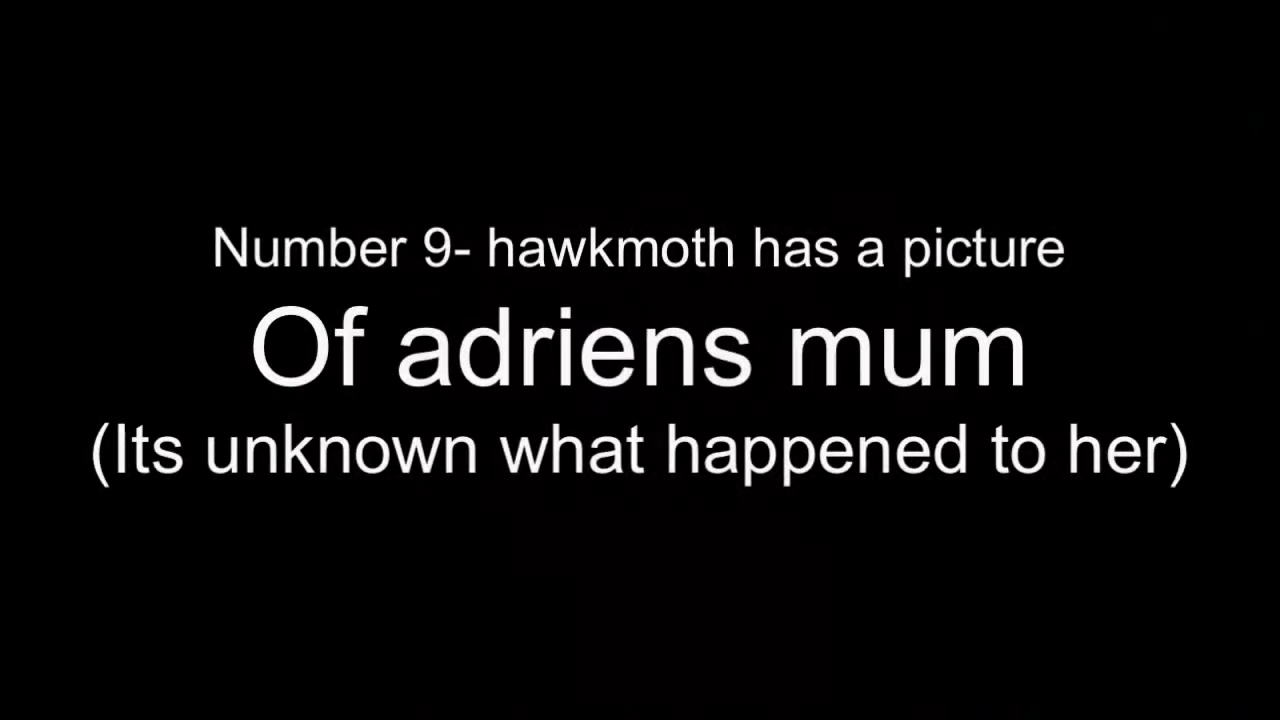 Number 9- hawkmoth has a picture
Of adriens mum
(Its unknown what happened to her)